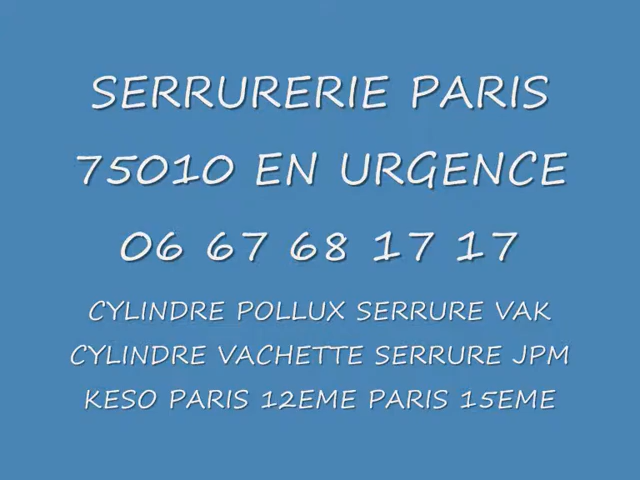 SERRURERIE PARIS
75010 EN URGENCE
06 67 68 17 17
CYLINDRE POLLUX SERRURE VAK
CYLINDRE VACHETTE SERRURE JPM
KESO PARIS 12EME PARIS 15EME